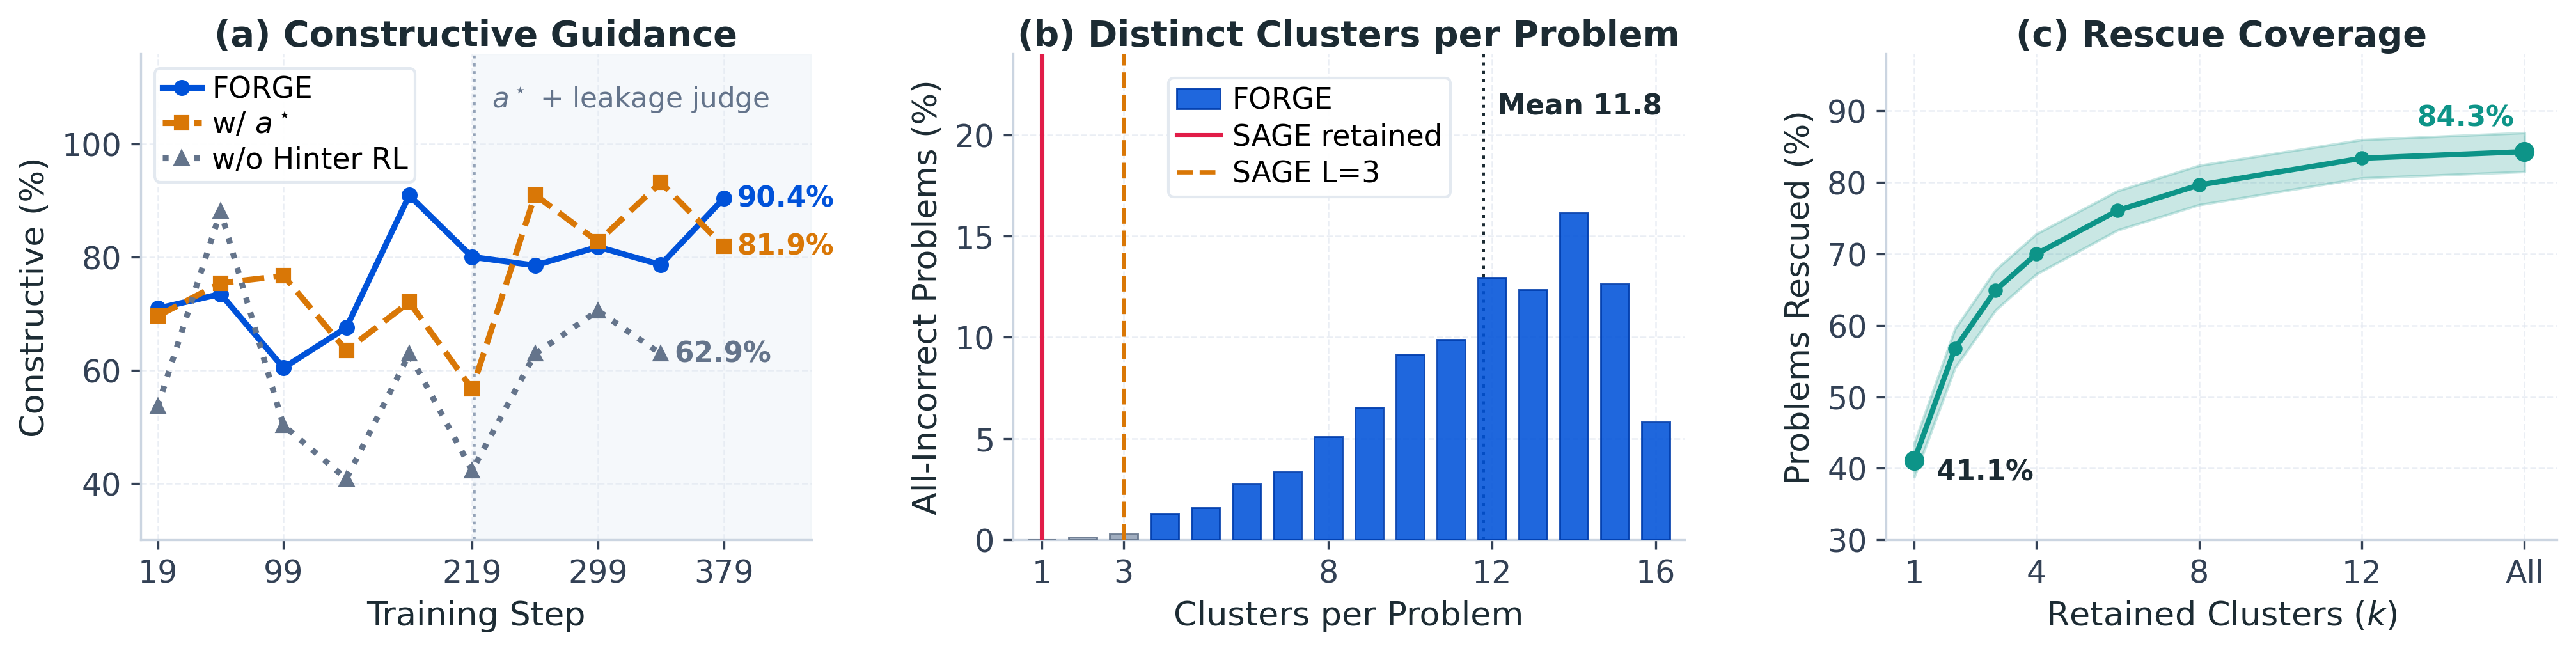 (a) Constructive Guidance
FORGE
w/ a⋆
w/o Hinter RL
a⋆ + leakage judge
90.4%
81.9%
62.9%
Constructive (%)
100
80
60
40
19 99 219 299 379
Training Step
(b) Distinct Clusters per Problem
FORGE
SAGE retained
SAGE L=3
Mean 11.8
All-Incorrect Problems (%)
20
15
10
5
0
1 3 8 12 16
Clusters per Problem
(c) Rescue Coverage
84.3%
41.1%
Problems Rescued (%)
90
80
70
60
50
40
30
1 4 8 12 All
Retained Clusters (k)